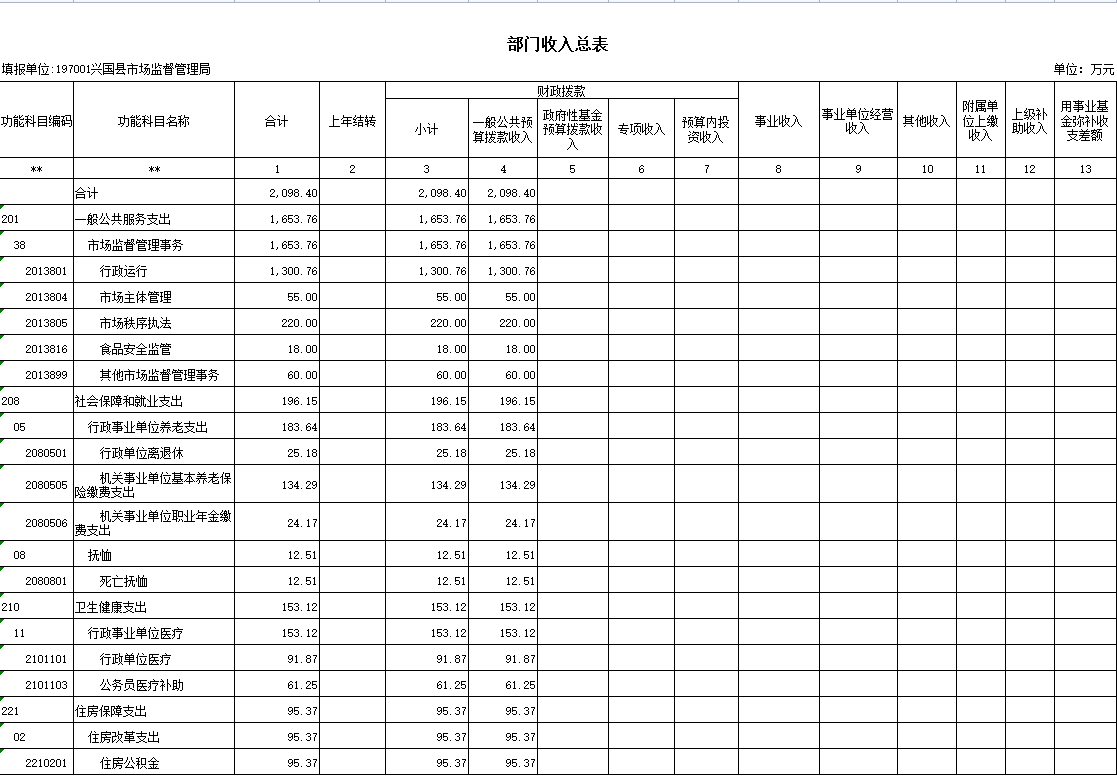 部门收入总表
填报单位:197001兴国县市场监督管理局 单位：万元
功能科目编码 功能科目名称 合计 上年结转 财政拨款 事业收入 事业单位经营收入 其他收入 附属单位上缴收入 上级补助收入 用事业基金弥补收支差额
小计 一般公共预算拨款收入 政府性基金预算拨款收入 专项收入 预算内投资收入
** ** 1 2 3 4 5 6 7 8 9 10 11 12 13
合计 2,098.40 2,098.40 2,098.40
201 一般公共服务支出 1,653.76 1,653.76 1,653.76
38 市场监督管理事务 1,653.76 1,653.76 1,653.76
2013801 行政运行 1,300.76 1,300.76 1,300.76
2013804 市场主体管理 55.00 55.00 55.00
2013805 市场秩序执法 220.00 220.00 220.00
2013816 食品安全监管 18.00 18.00 18.00
2013899 其他市场监督管理事务 60.00 60.00 60.00
208 社会保障和就业支出 196.15 196.15 196.15
05 行政事业单位养老支出 183.64 183.64 183.64
2080501 行政单位离退休 25.18 25.18 25.18
2080505 机关事业单位基本养老保险缴费支出 134.29 134.29 134.29
2080506 机关事业单位职业年金缴费支出 24.17 24.17 24.17
08 抚恤 12.51 12.51 12.51
2080801 死亡抚恤 12.51 12.51 12.51
210 卫生健康支出 153.12 153.12 153.12
11 行政事业单位医疗 153.12 153.12 153.12
2101101 行政单位医疗 91.87 91.87 91.87
2101103 公务员医疗补助 61.25 61.25 61.25
221 住房保障支出 95.37 95.37 95.37
02 住房改革支出 95.37 95.37 95.37
2210201 住房公积金 95.37 95.37 95.37